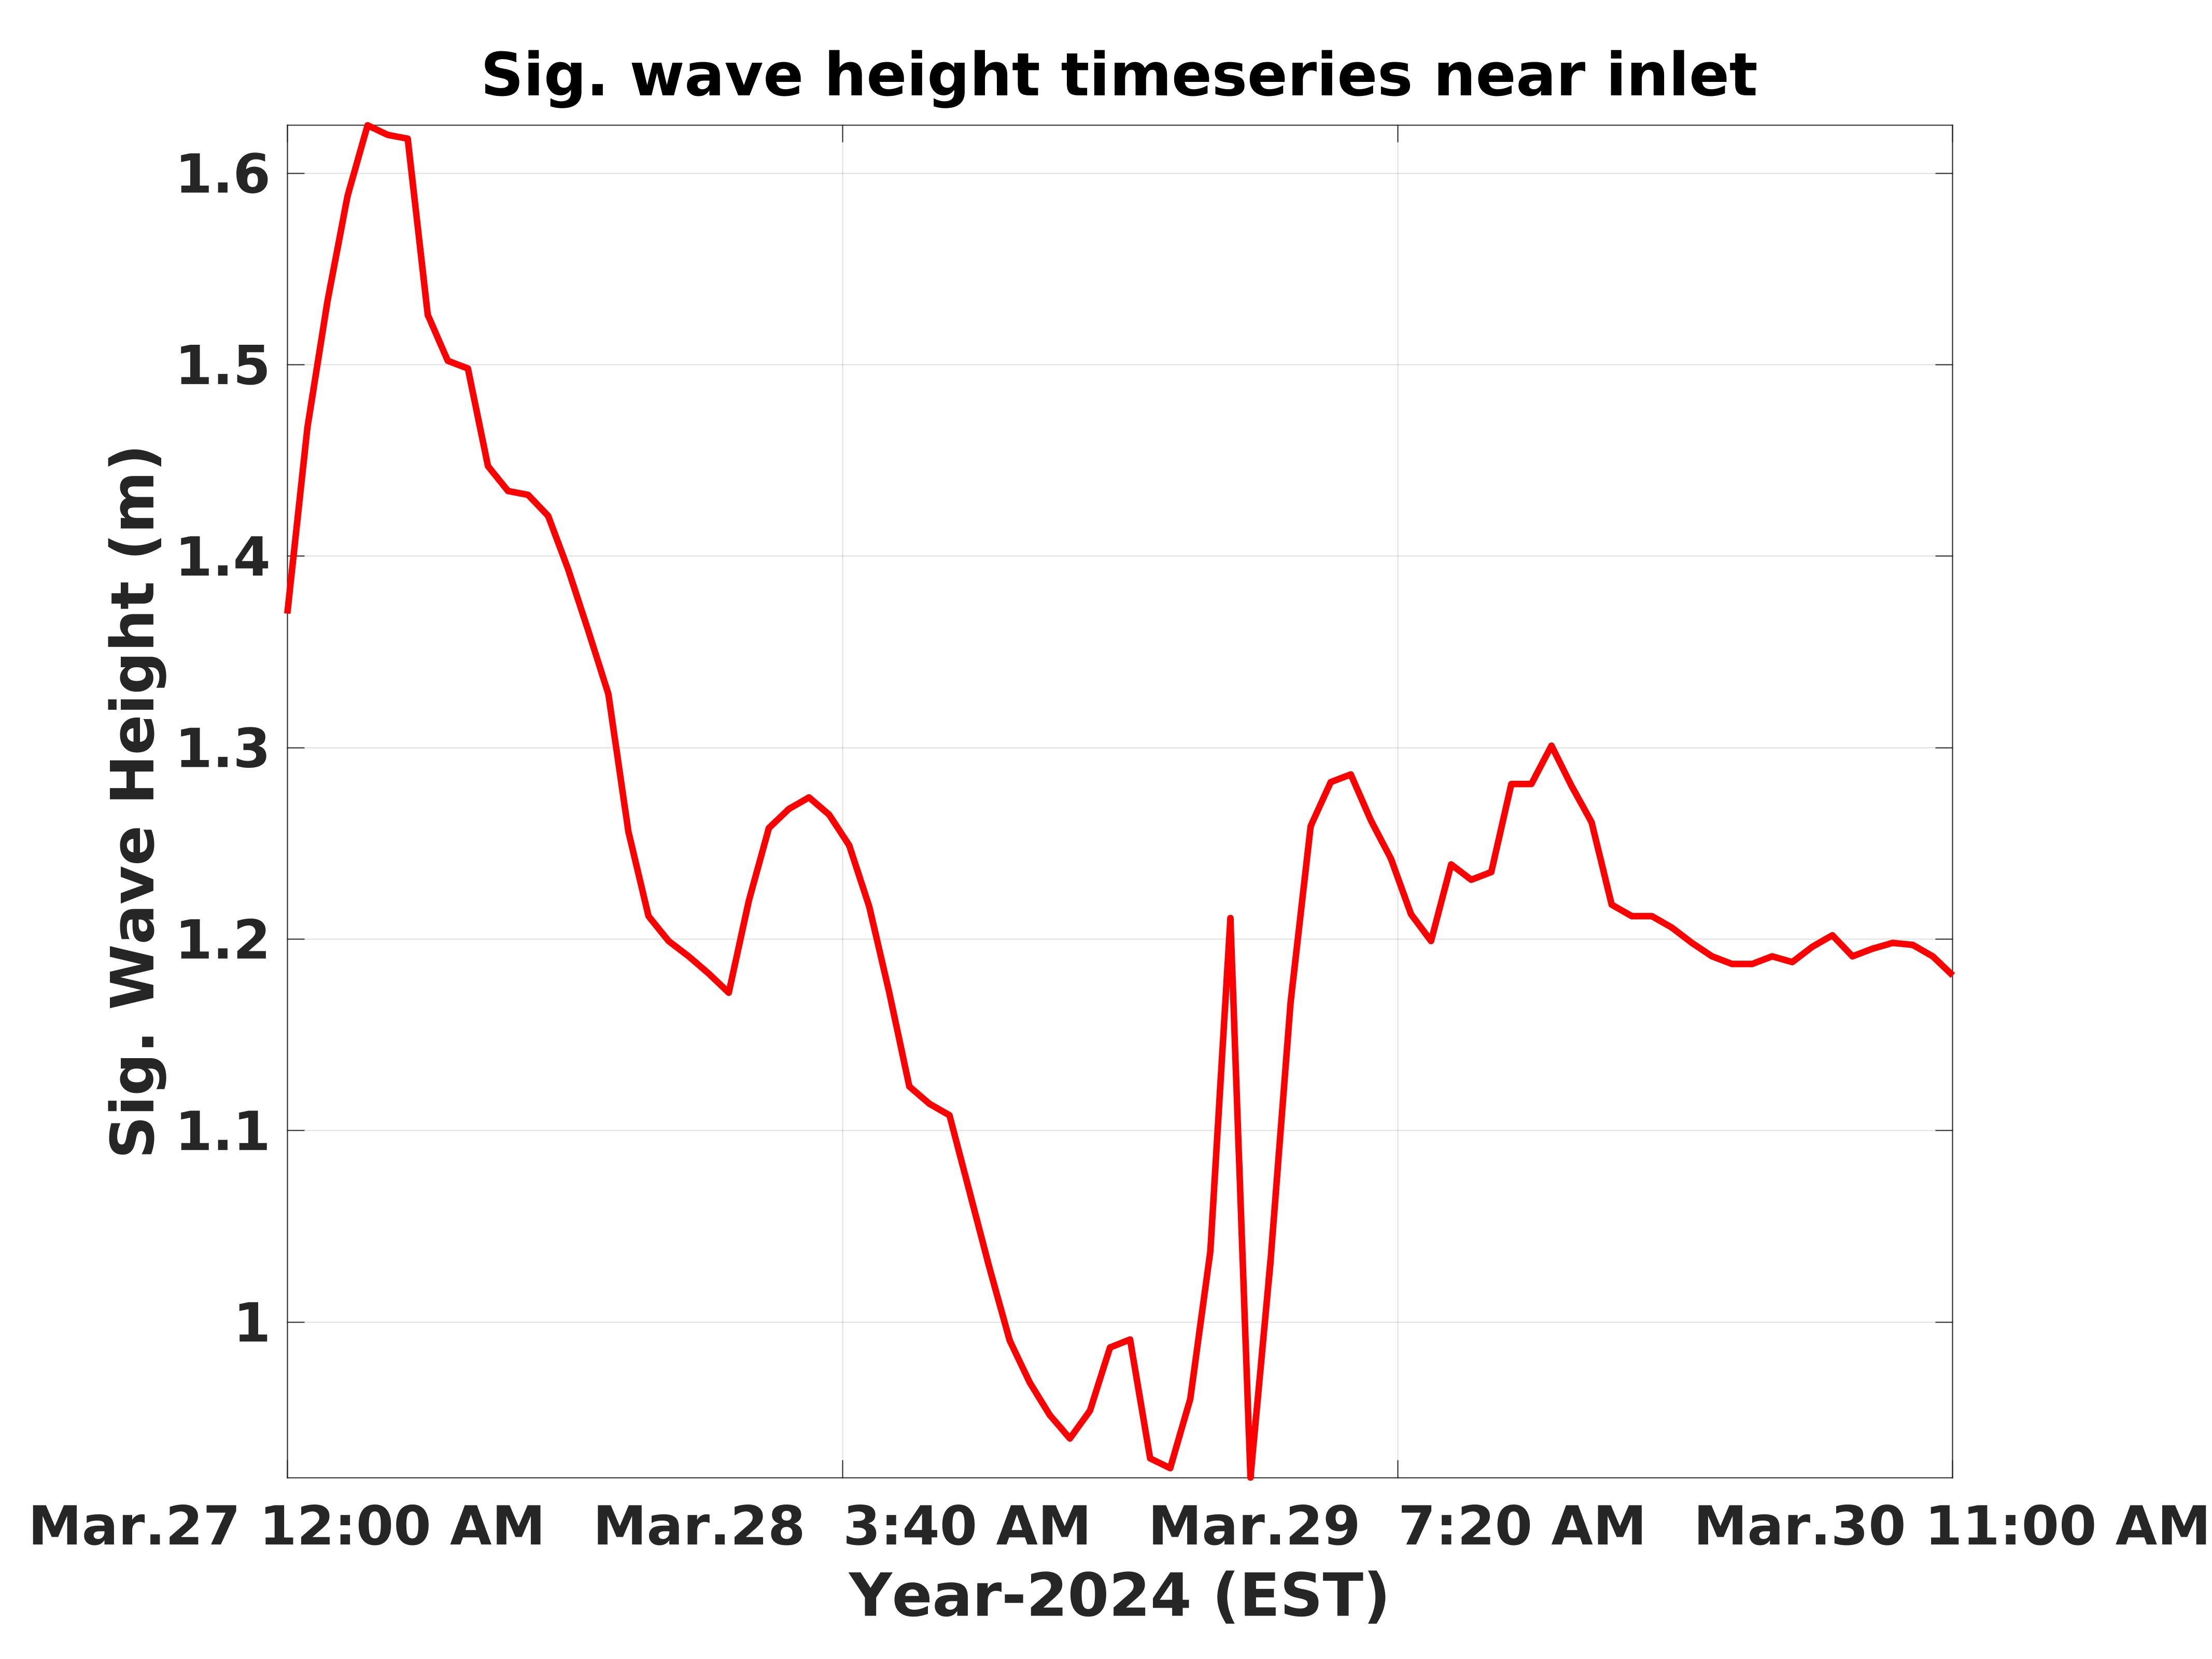 Sig. wave height timeseries near inlet
Sig. Wave Height (m)
1.6
1.5
1.4
1.3
1.2
1.1
1
Mar.27 12:00 AM Mar.28 3:40 AM Mar.29 7:20 AM Mar.30 11:00 AM
Year-2024 (EST)